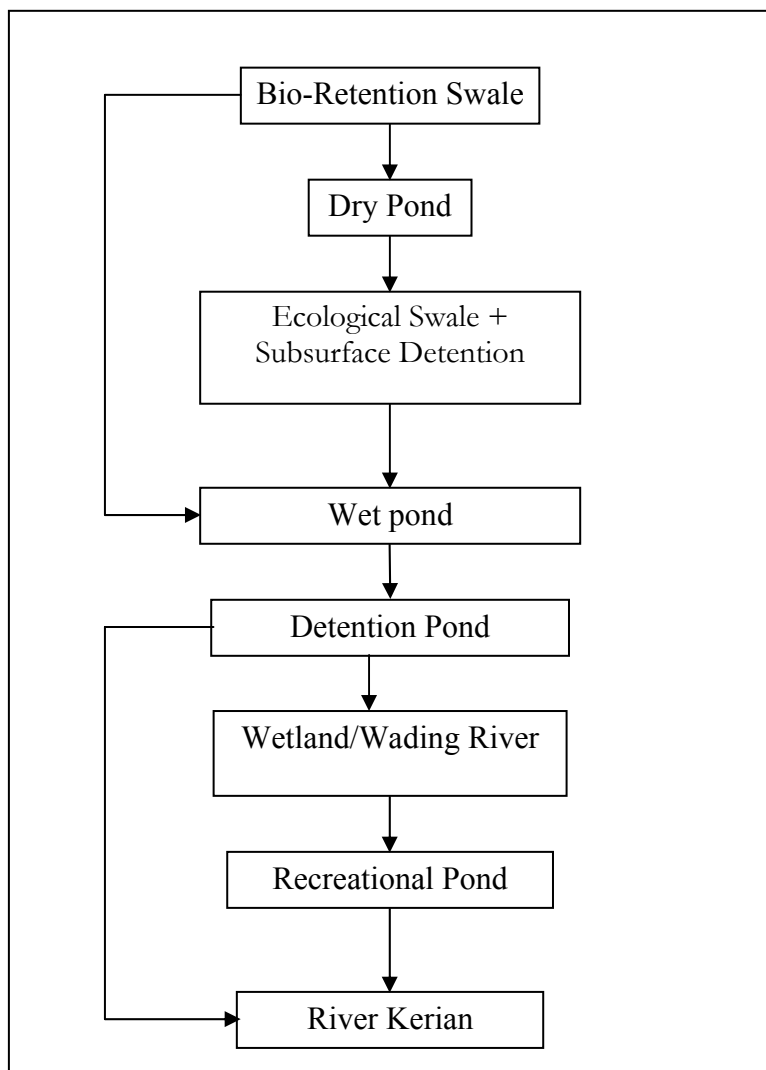 Bio-Retention Swale
Dry Pond
Ecological Swale +
Subsurface Detention
Wet pond
Detention Pond
Wetland/Wading River
Recreational Pond
River Kerian